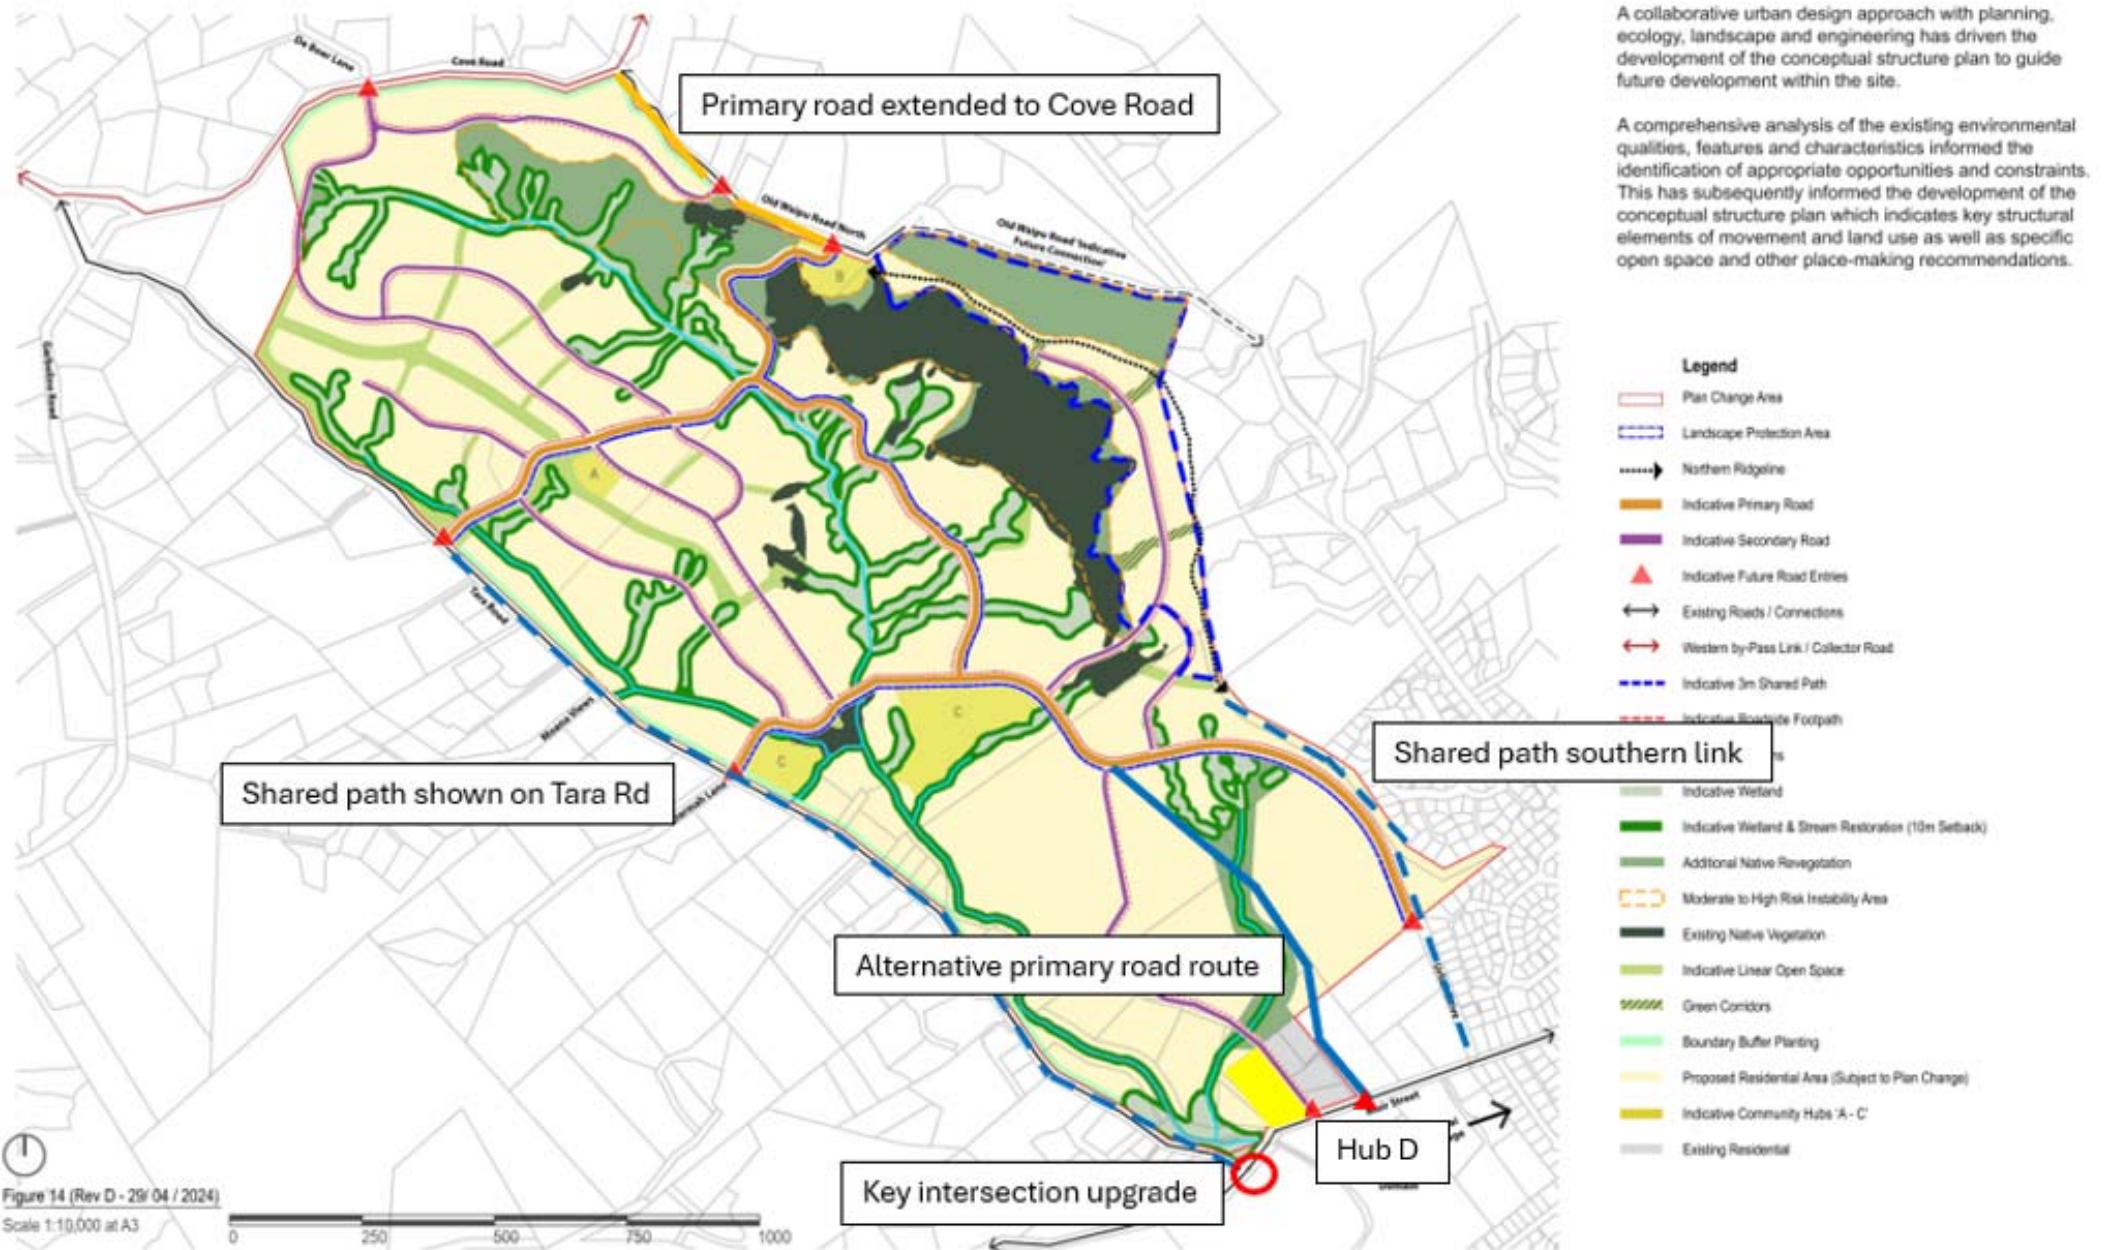 A collaborative urban design approach with planning,
ecology, landscape and engineering has driven the
development of the conceptual structure plan to guide
future development within the site.
A comprehensive analysis of the existing environmental
qualities, features and characteristics informed the
identification of appropriate opportunities and constraints.
This has subsequently informed the development of the
conceptual structure plan which indicates key structural
elements of movement and land use as well as specific
open space and other place-making recommendations.
De Boer Lane
Cove Road
Primary road extended to Cove Road
Old Waipu Road North
Old Waipu Road 'Indicative
Future Connection'
B
Garbolino Road
A
Tara Road
Moana Views
C
C
Shared path shown on Tara Rd
Shared path southern link
Alternative primary road route
Hub D
Key intersection upgrade
Street
Legend
Plan Change Area
Landscape Protection Area
Northern Ridgeline
Indicative Primary Road
Indicative Secondary Road
Indicative Future Road Entries
Existing Roads / Connections
Western by-Pass Link / Collector Road
Indicative 3m Shared Path
Indicative Roadside Footpath
Indicative Wetland
Indicative Wetland & Stream Restoration (10m Setback)
Additional Native Revegetation
Moderate to High Risk Instability Area
Existing Native Vegetation
Indicative Linear Open Space
Green Corridors
Boundary Buffer Planting
Proposed Residential Area (Subject to Plan Change)
Indicative Community Hubs 'A - C'
Existing Residential
Figure 14 (Rev D - 29/ 04 / 2024)
Scale 1:10,000 at A3
0 250 500 750 1000